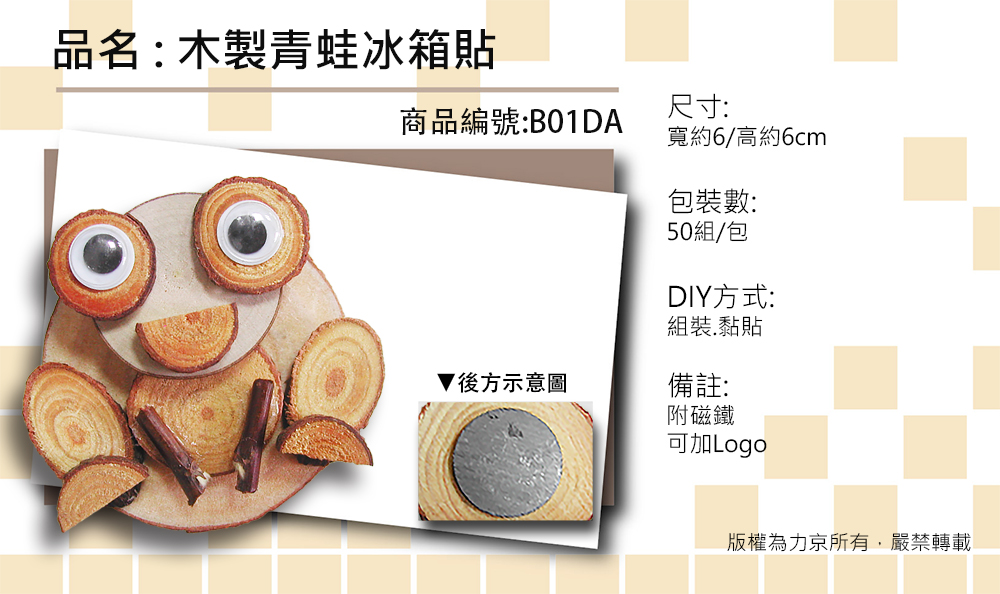 品名 : 木製青蛙冰箱貼
商品編號:B01DA
尺寸:
寬約6/高約6cm
包裝數:
50組/包
DIY方式:
組裝.黏貼
▼後方示意圖
備註:
附磁鐵
可加Logo
版權為力京所有，嚴禁轉載